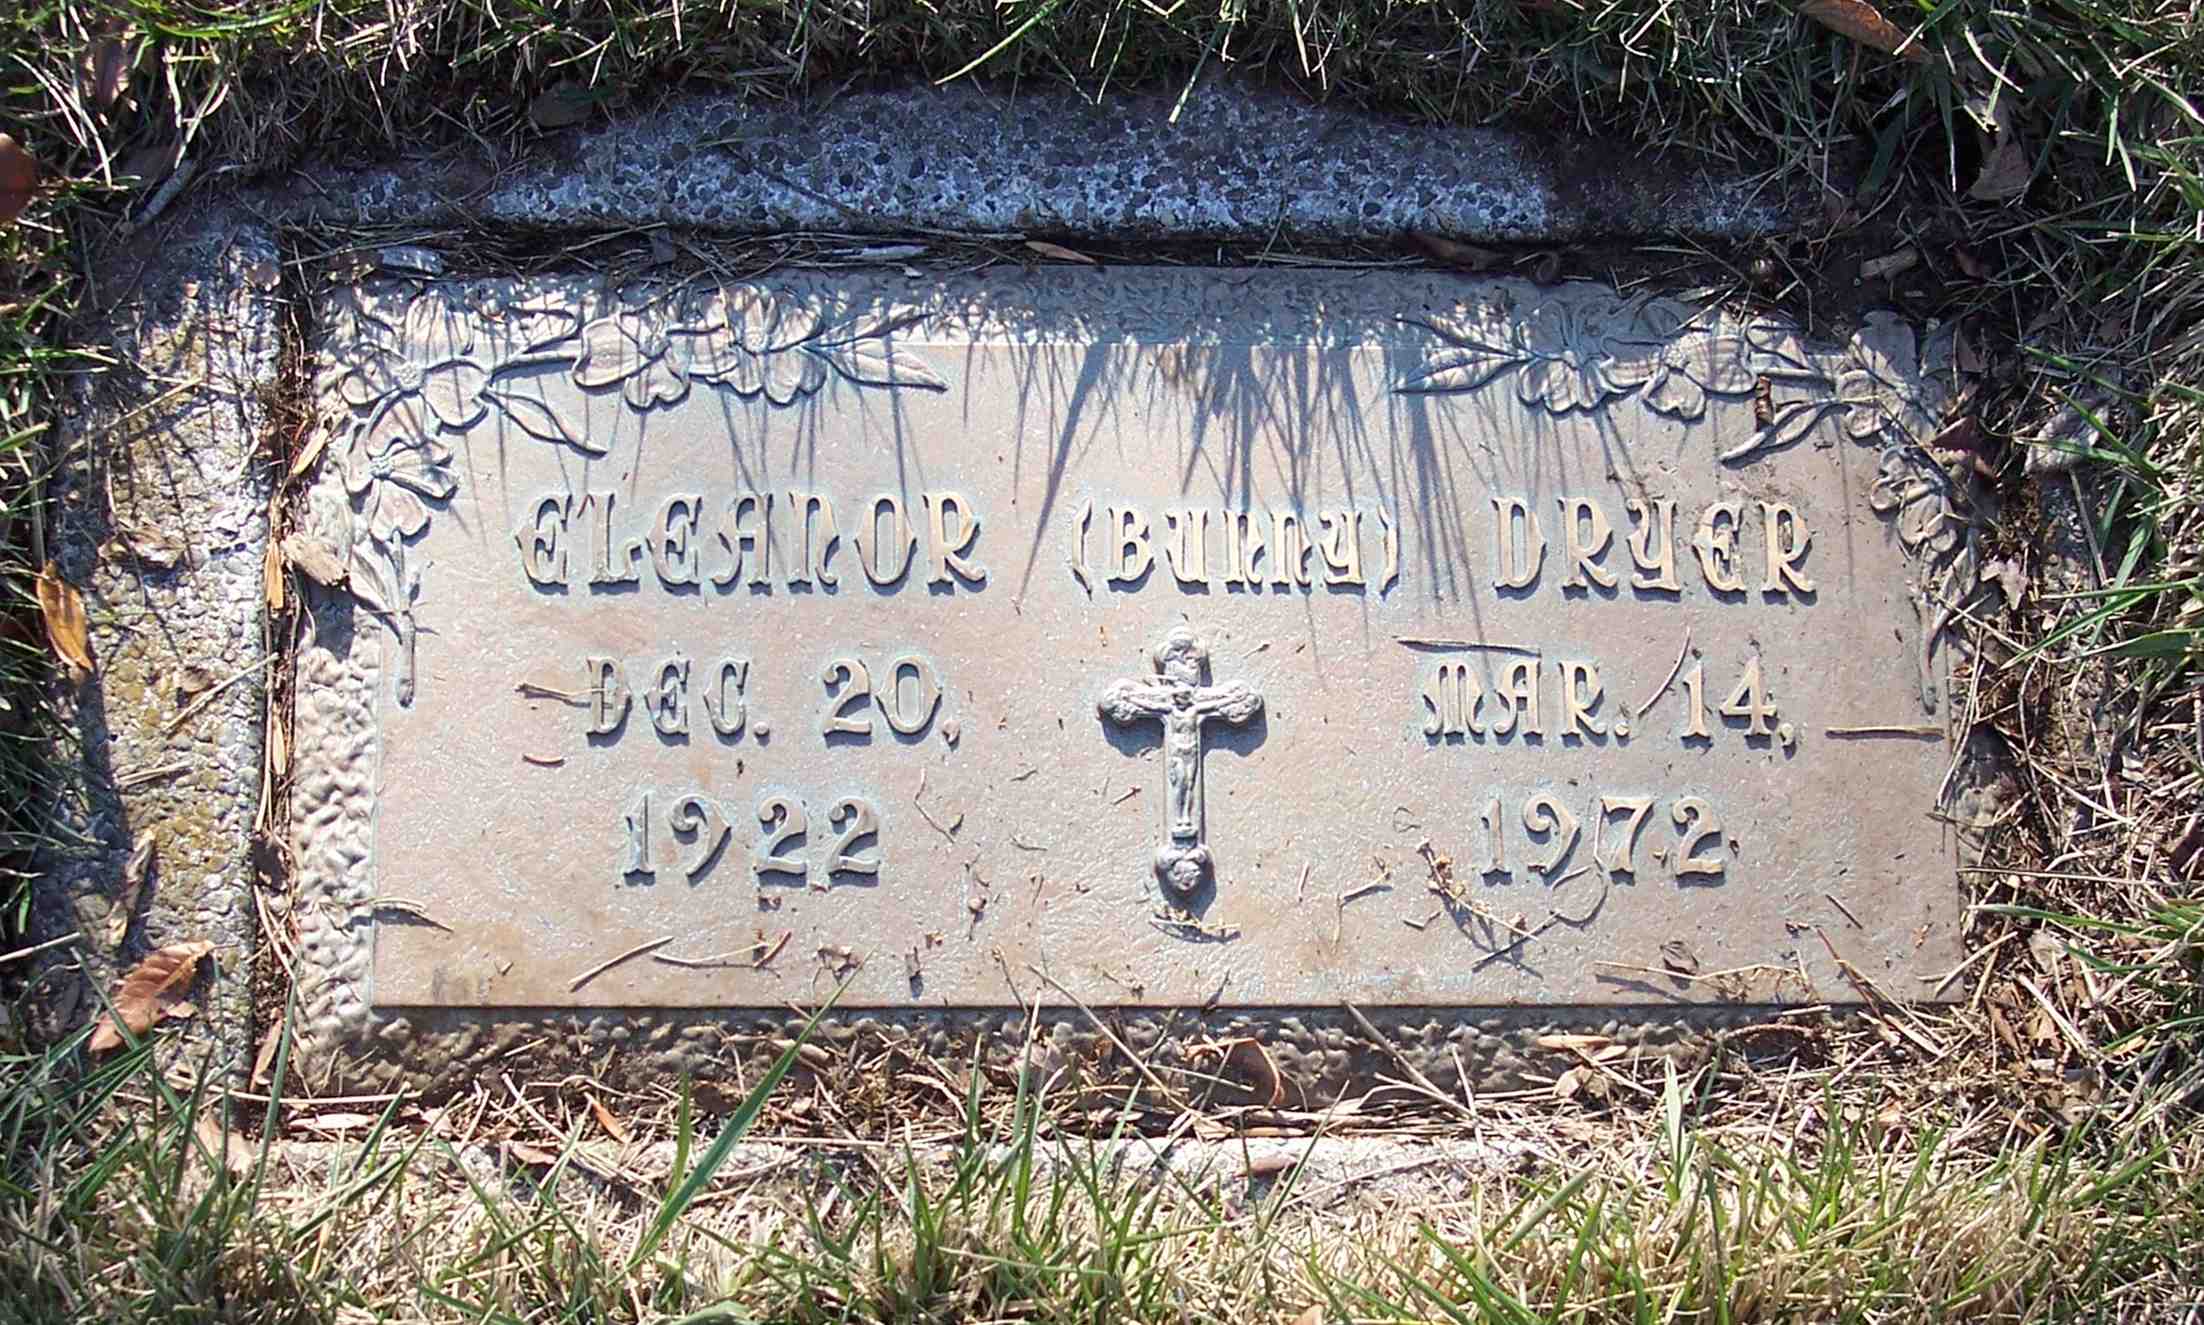 ELEANOR (BUNNY) DRYER
DEC. 20, MAR. 14,
1922 1972